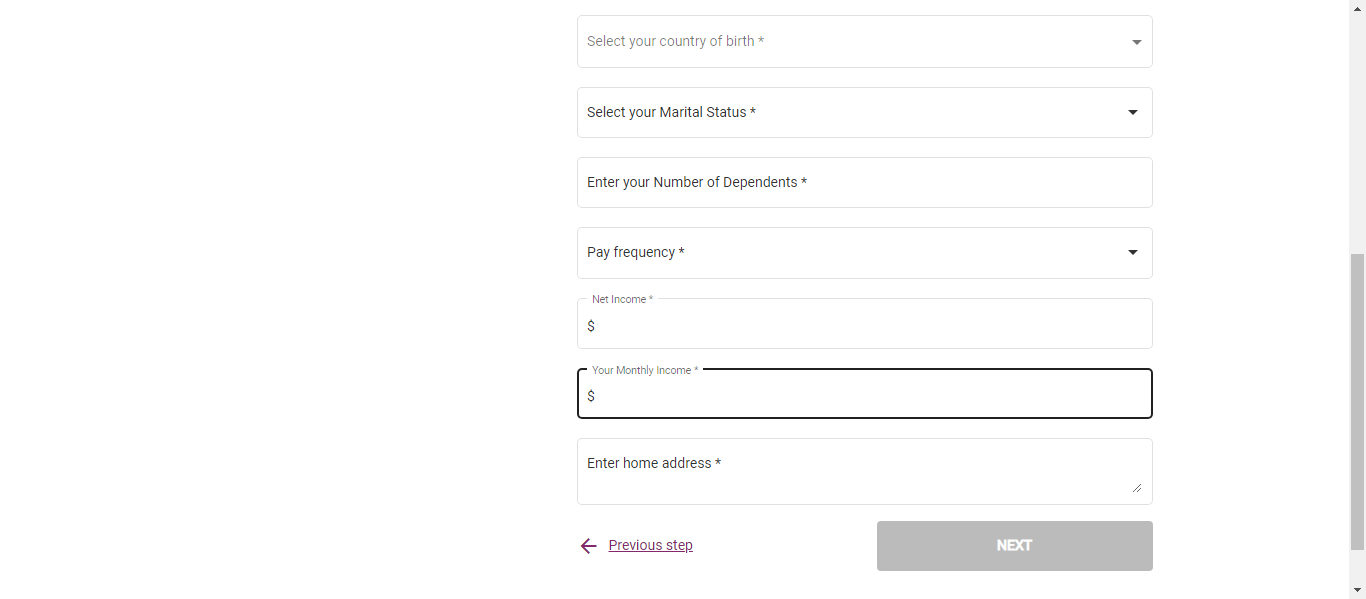 Select your country of birth *
Select your Marital Status *
Enter your Number of Dependents *
Pay frequency *
Net Income *
$
Your Monthly Income *
$
Enter home address *
Previous step
NEXT